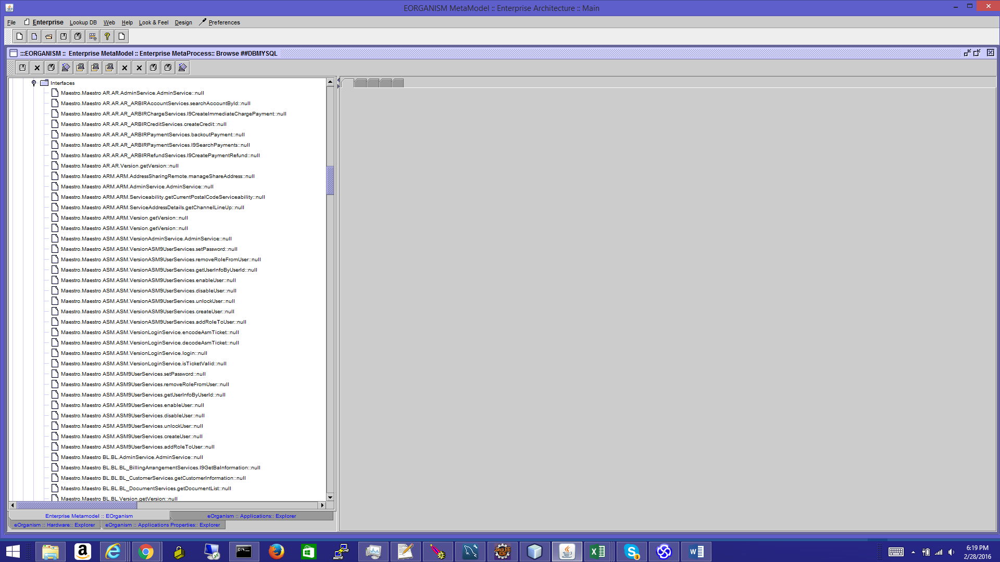 EORGANISM MetaModel :: Enterprise Architecture :: Main
File Enterprise Lookup DB Web Help Look & Feel Design Preferences
:::EORGANISM :: Enterprise MetaModel :: Enterprise MetaProcess:: Browse ##DBMYSQL
Interfaces
Maestro.Maestro AR.AR.AdminService.AdminService::null
Maestro.Maestro AR.AR.AR_ARBIRAccountServices.searchAccountById::null
Maestro.Maestro AR.AR.AR_ARBIRChargeServices.l9CreateImmediateChargePayment::null
Maestro.Maestro AR.AR.AR_ARBIRCreditServices.createCredit::null
Maestro.Maestro AR.AR.AR_ARBIRPaymentServices.backoutPayment::null
Maestro.Maestro AR.AR.AR_ARBIRPaymentServices.l9SearchPayments::null
Maestro.Maestro AR.AR.AR_ARBIRRefundServices.l9CreatePaymentRefund::null
Maestro.Maestro AR.AR.Version.getVersion::null
Maestro.Maestro ARM.ARM.AddressSharingRemote.manageShareAddress::null
Maestro.Maestro ARM.ARM.AdminService.AdminService::null
Maestro.Maestro ARM.ARM.Serviceability.getCurrentPostalCodeServiceability::null
Maestro.Maestro ARM.ARM.ServiceAddressDetails.getChannelLineUp::null
Maestro.Maestro ARM.ARM.Version.getVersion::null
Maestro.Maestro ASM.ASM.Version.getVersion::null
Maestro.Maestro ASM.ASM.VersionAdminService.AdminService::null
Maestro.Maestro ASM.ASM.VersionASM9UserServices.setPassword::null
Maestro.Maestro ASM.ASM.VersionASM9UserServices.removeRoleFromUser::null
Maestro.Maestro ASM.ASM.VersionASM9UserServices.getUserInfoByUserId::null
Maestro.Maestro ASM.ASM.VersionASM9UserServices.enableUser::null
Maestro.Maestro ASM.ASM.VersionASM9UserServices.disableUser::null
Maestro.Maestro ASM.ASM.VersionASM9UserServices.unlockUser::null
Maestro.Maestro ASM.ASM.VersionASM9UserServices.createUser::null
Maestro.Maestro ASM.ASM.VersionASM9UserServices.addRoleToUser::null
Maestro.Maestro ASM.ASM.VersionLoginService.encodeAsmTicket::null
Maestro.Maestro ASM.ASM.VersionLoginService.decodeAsmTicket::null
Maestro.Maestro ASM.ASM.VersionLoginService.login::null
Maestro.Maestro ASM.ASM.VersionLoginService.isTicketValid::null
Maestro.Maestro ASM.ASM9UserServices.setPassword::null
Maestro.Maestro ASM.ASM9UserServices.removeRoleFromUser::null
Maestro.Maestro ASM.ASM9UserServices.getUserInfoByUserId::null
Maestro.Maestro ASM.ASM9UserServices.enableUser::null
Maestro.Maestro ASM.ASM9UserServices.disableUser::null
Maestro.Maestro ASM.ASM9UserServices.unlockUser::null
Maestro.Maestro ASM.ASM9UserServices.createUser::null
Maestro.Maestro ASM.ASM9UserServices.addRoleToUser::null
Maestro.Maestro BL.BL.AdminService.AdminService::null
Maestro.Maestro BL.BL.BL_BillingArrangementServices.l9GetBaInformation::null
Maestro.Maestro BL.BL.BL_CustomerServices.getCustomerInformation::null
Maestro.Maestro BL.BL.BL_DocumentServices.getDocumentList::null
Maestro.Maestro BL.BL.Version.getVersion::null
Enterprise Metamodel :: EOrganism eOrganism :: Applications:: Explorer
eOrganism :: Hardware:: Explorer eOrganism :: Applications Properties:: Explorer
6:19 PM
2/28/2016